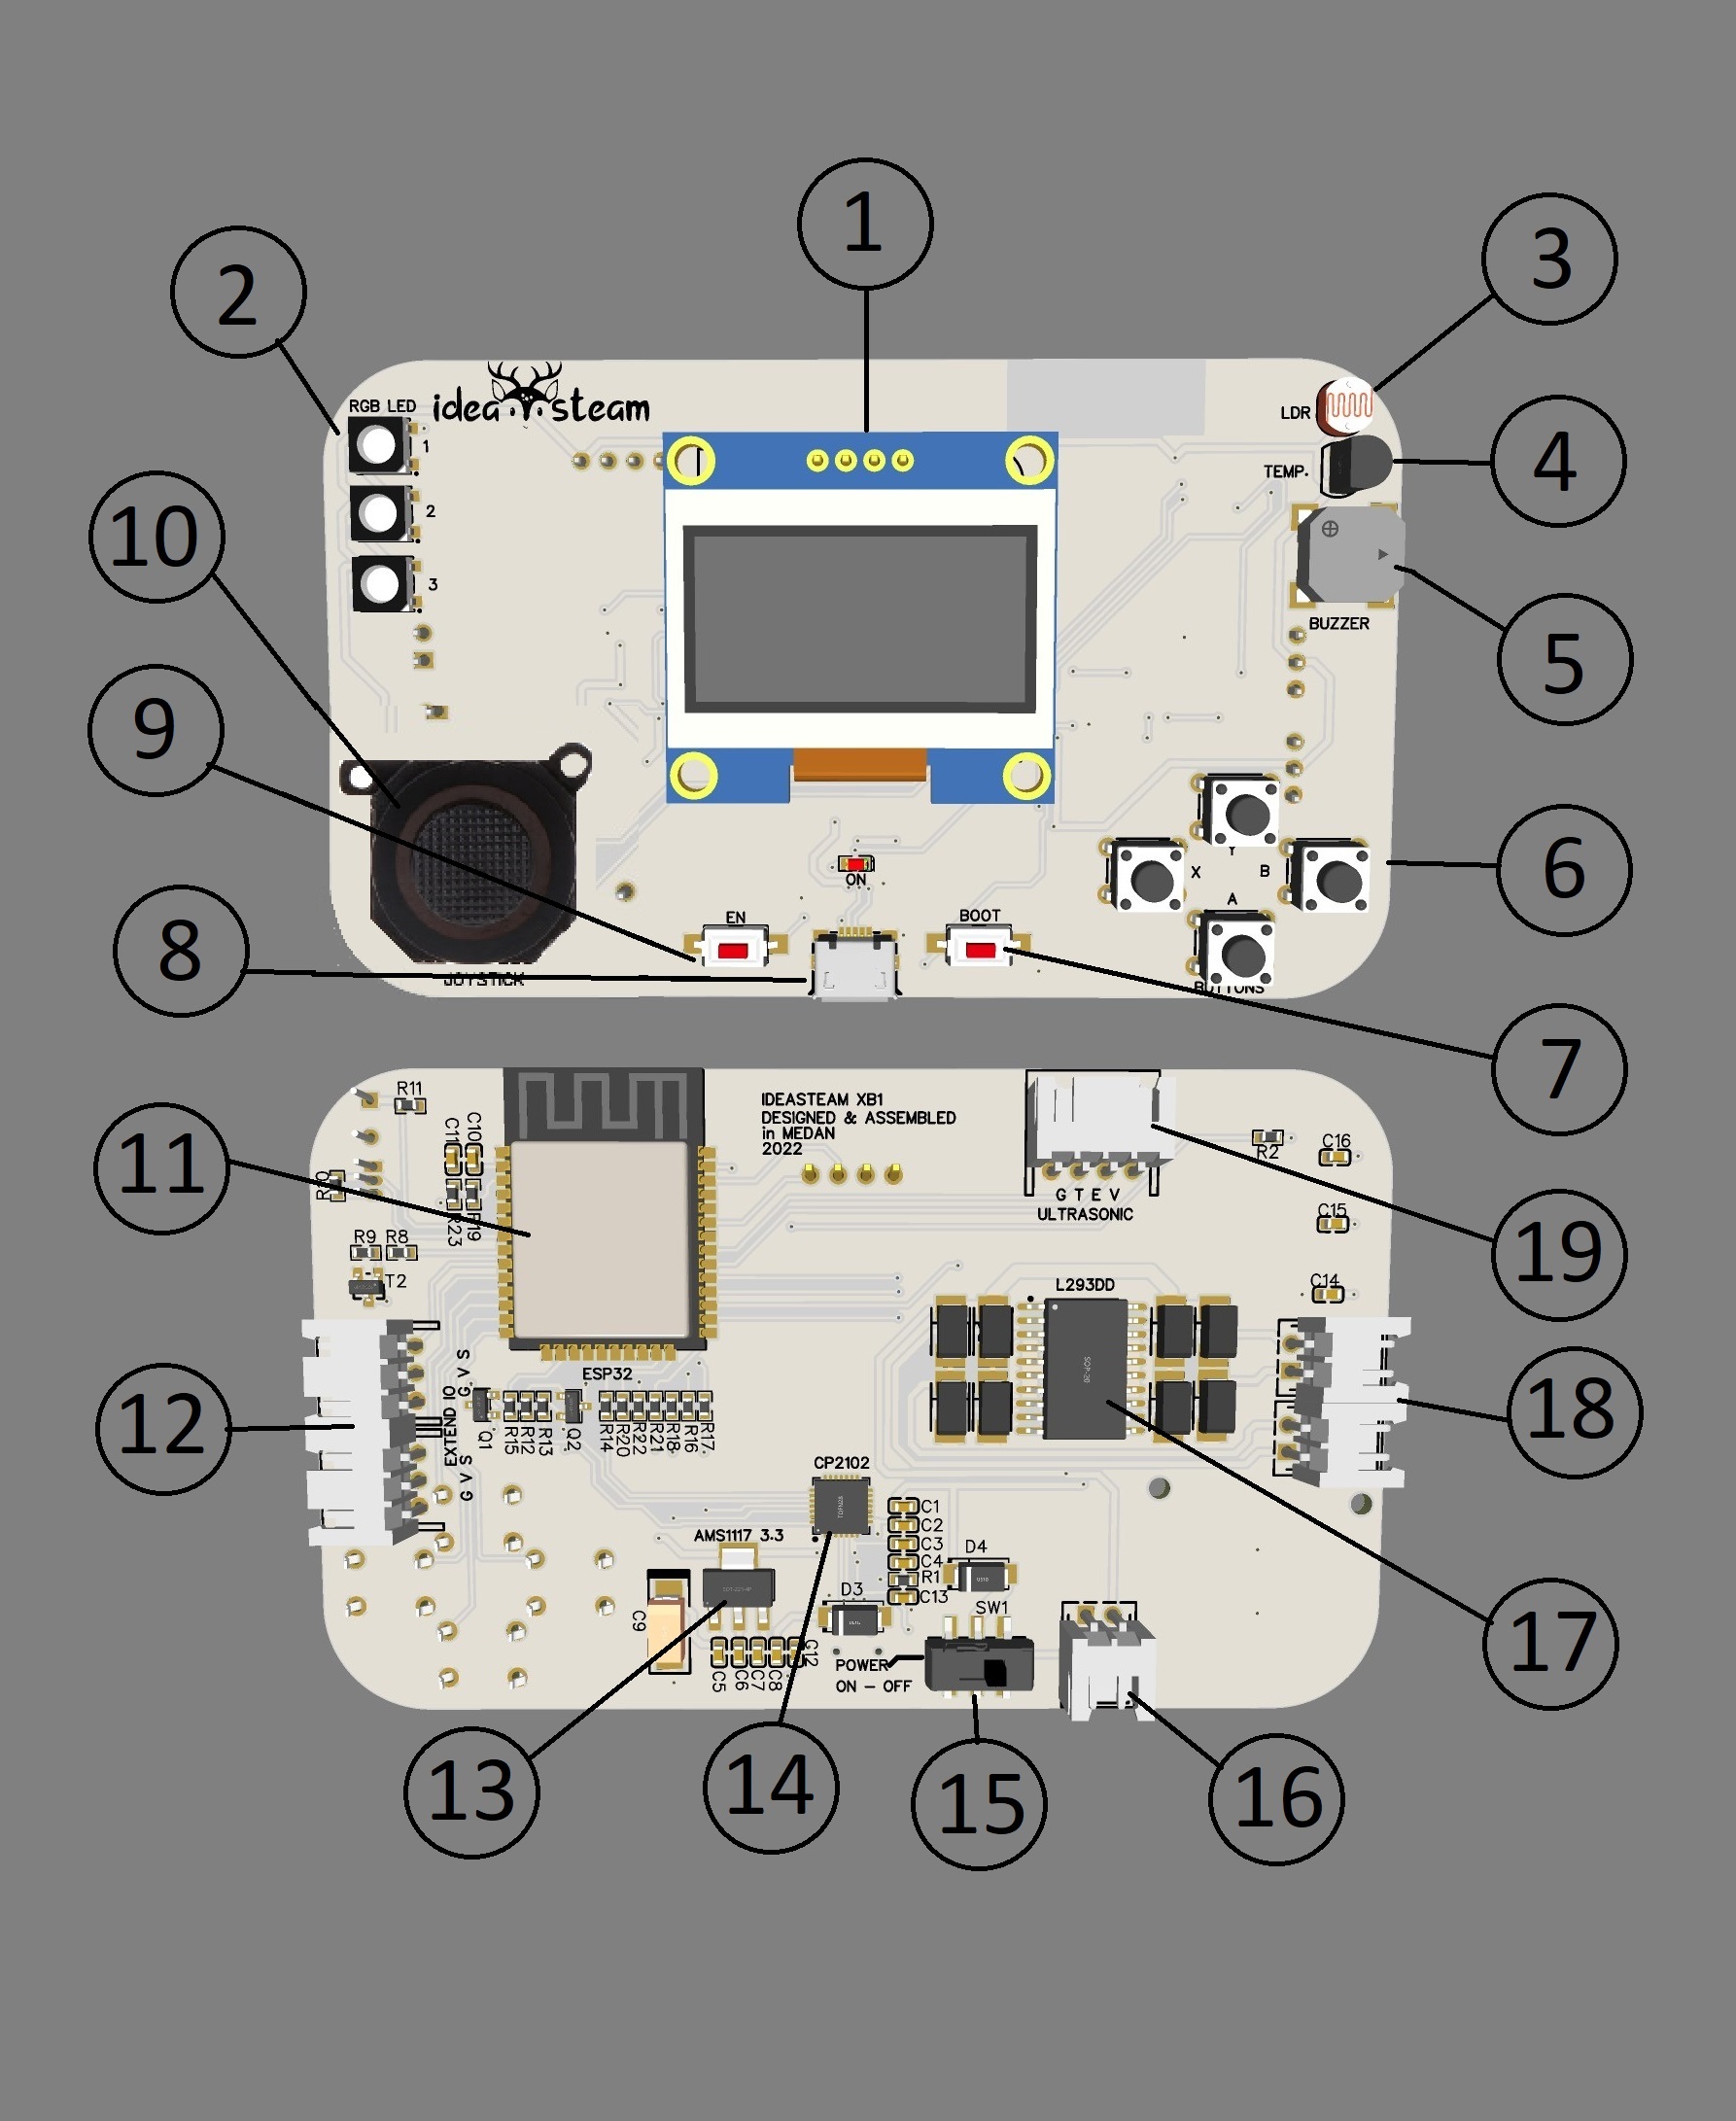 1
2
3
4
5
6
7
8
9
10
idea steam
RGB LED
1
2
3
LDR
TEMP.
BUZZER
Y
X
B
A
BUTTONS
ON
EN
BOOT
JOYSTICK
11
12
13
14
15
16
17
18
19
IDEASTEAM XB1
DESIGNED & ASSEMBLED
in MEDAN
2022
R11
C11
C10
R10
R23
R19
R9
R8
T2
G T E V
ULTRASONIC
R2
C16
C15
C14
L293DD
ESP32
EXTEND IO
G V S
G V S
Q1
R15
R12
R13
Q2
R14
R20
R22
R21
R18
R16
R17
CP2102
AMS1117 3.3
C1
C2
C3
C4
R1
C13
D4
D3
SW1
C9
C5
C6
C7
C8
C12
POWER
ON - OFF